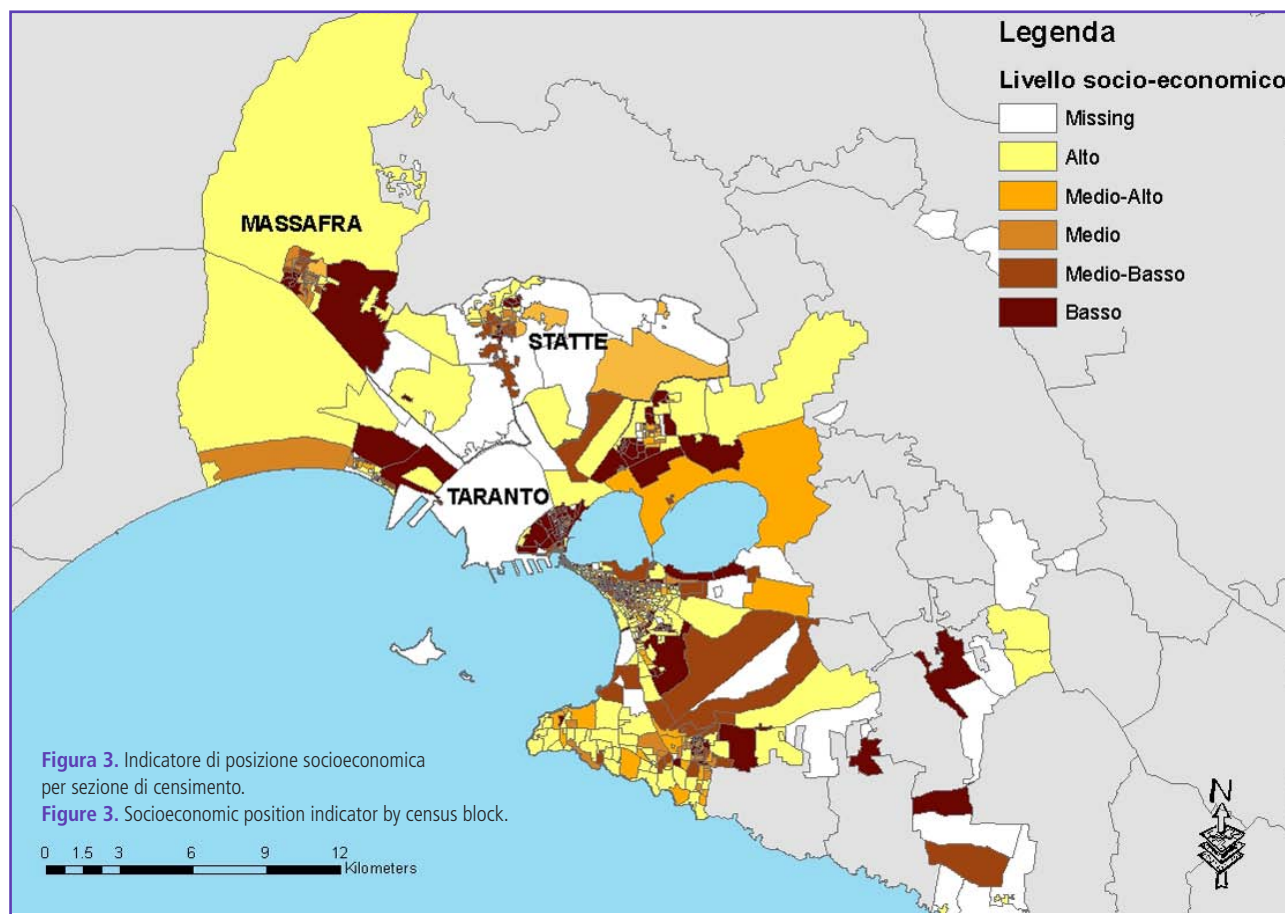 Legenda
Livello socio-economico
Missing
Alto
Medio-Alto
Medio
Medio-Basso
Basso
MASSAFRA
STATTE
TARANTO
Figura 3. Indicatore di posizione socioeconomica
per sezione di censimento.
Figure 3. Socioeconomic position indicator by census block.
0 1.5 3 6 9 12
Kilometers
N